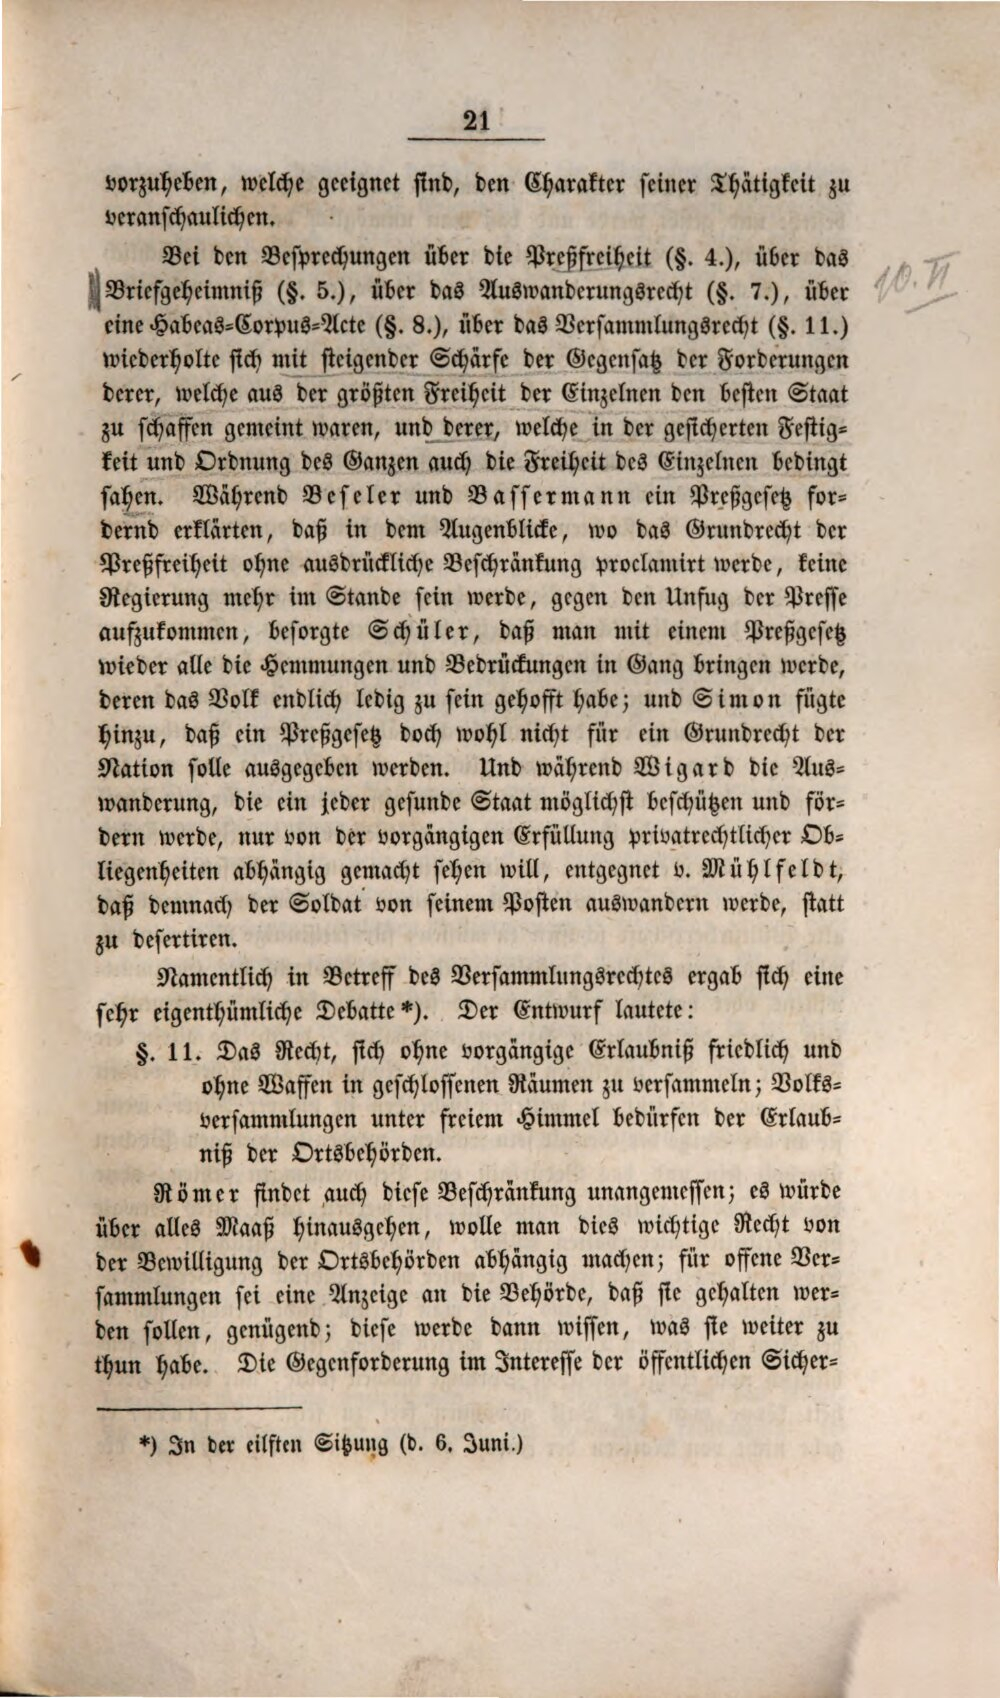 21
vorzuheben, welche geeignet sind, den Charakter seiner Thätigkeit zu
veranschaulichen.
Bei den Besprechungen über die Preßfreiheit (§. 4.), über das
Briefgeheimniß (§. 5.), über das Auswanderungsrecht (§. 7.), über
eine Habeas-Corpus-Acte (§. 8.), über das Versammlungsrecht (§. 11.)
wiederholte sich mit steigender Schärfe der Gegensatz der Forderungen
derer, welche aus der größten Freiheit der Einzelnen den besten Staat
zu schaffen gemeint waren, und derer, welche in der gesicherten Festig-
keit und Ordnung des Ganzen auch die Freiheit des Einzelnen bedingt
sahen. Während Beseler und Bassermann ein Preßgesetz for-
dernd erklärten, daß in dem Augenblicke, wo das Grundrecht der
Preßfreiheit ohne ausdrückliche Beschränkung proclamirt werde, keine
Regierung mehr im Stande sein werde, gegen den Unfug der Presse
aufzukommen, besorgte Schüler, daß man mit einem Preßgesetz
wieder alle die Hemmungen und Bedrückungen in Gang bringen werde,
deren das Volk endlich ledig zu sein gehofft habe; und Simon fügte
hinzu, daß ein Preßgesetz doch wohl nicht für ein Grundrecht der
Nation solle ausgegeben werden. Und während Wigard die Aus-
wanderung, die ein jeder gesunde Staat möglichst beschützen und för-
dern werde, nur von der vorgängigen Erfüllung privatrechtlicher Ob-
liegenheiten abhängig gemacht sehen will, entgegnet v. Mühlfeldt,
daß demnach der Soldat von seinem Posten auswandern werde, statt
zu desertiren.
Namentlich in Betreff des Versammlungsrechtes ergab sich eine
sehr eigenthümliche Debatte*). Der Entwurf lautete:
§. 11. Das Recht, sich ohne vorgängige Erlaubniß friedlich und
ohne Waffen in geschlossenen Räumen zu versammeln; Volks-
versammlungen unter freiem Himmel bedürfen der Erlaub-
niß der Ortsbehörden.
Römer findet auch diese Beschränkung unangemessen; es würde
über alles Maaß hinausgehen, wolle man dies wichtige Recht von
der Bewilligung der Ortsbehörden abhängig machen; für offene Ver-
sammlungen sei eine Anzeige an die Behörde, daß sie gehalten wer-
den sollen, genügend; diese werde dann wissen, was sie weiter zu
thun habe. Die Gegenforderung im Interesse der öffentlichen Sicher-
*) In der eilften Sitzung (d. 6. Juni.)
10. II